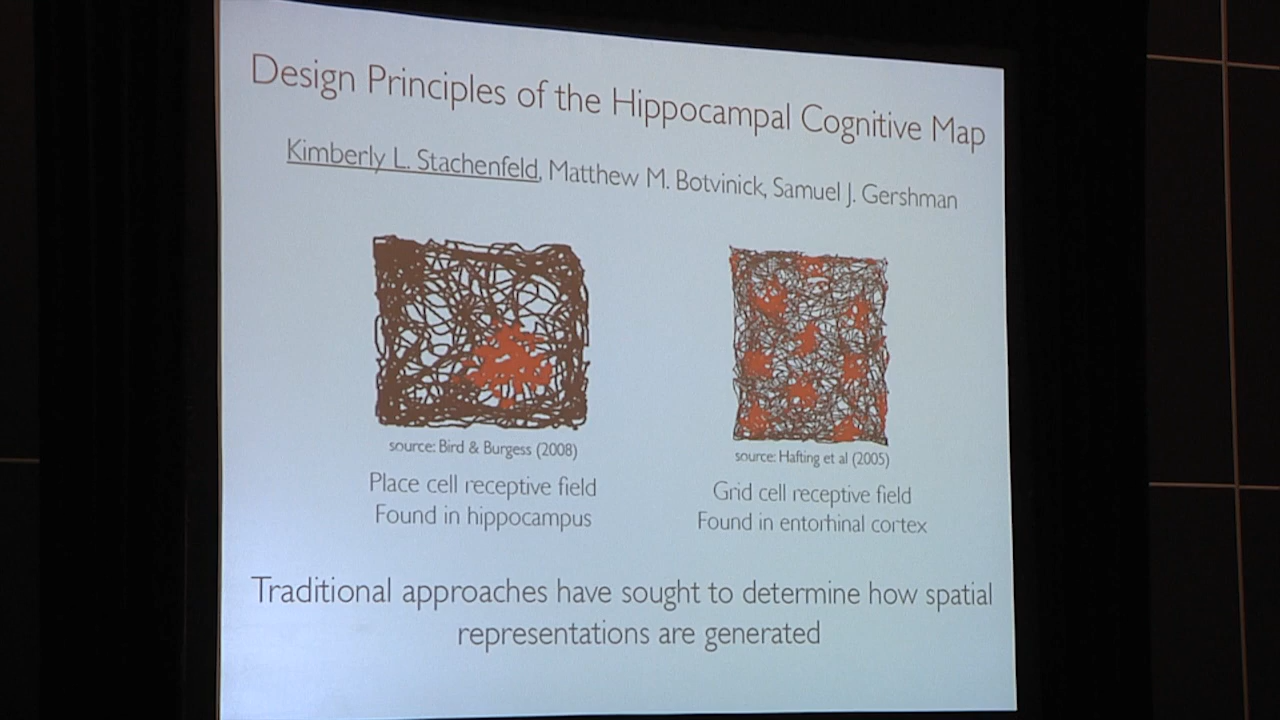 Design Principles of the Hippocampal Cognitive Map
Kimberly L. Stachenfeld, Matthew M. Botvinick, Samuel J. Gershman
source: Bird & Burgess (2008)
Place cell receptive field
Found in hippocampus
source: Hafting et al (2005)
Grid cell receptive field
Found in entorhinal cortex
Traditional approaches have sought to determine how spatial
representations are generated